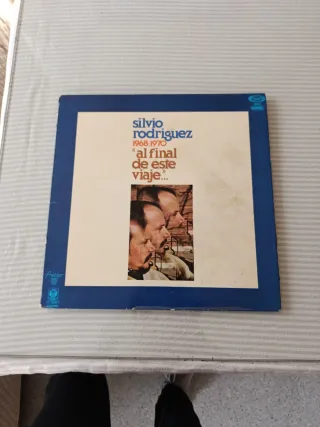 silvio
rodriguez
1968/1970
"al final
de este
viaje"...